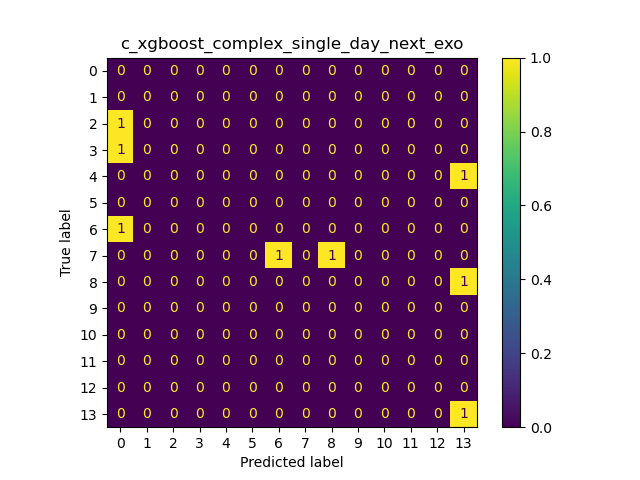 c_xgboost_complex_single_day_next_exo
0 0 0 0 0 0 0 0 0 0 0 0 0 0 0
1 0 0 0 0 0 0 0 0 0 0 0 0 0 0
2 1 0 0 0 0 0 0 0 0 0 0 0 0 0
3 1 0 0 0 0 0 0 0 0 0 0 0 0 0
4 0 0 0 0 0 0 0 0 0 0 0 0 0 1
5 0 0 0 0 0 0 0 0 0 0 0 0 0 0
6 1 0 0 0 0 0 0 0 0 0 0 0 0 0
7 0 0 0 0 0 0 1 0 1 0 0 0 0 0
8 0 0 0 0 0 0 0 0 0 0 0 0 0 1
9 0 0 0 0 0 0 0 0 0 0 0 0 0 0
10 0 0 0 0 0 0 0 0 0 0 0 0 0 0
11 0 0 0 0 0 0 0 0 0 0 0 0 0 0
12 0 0 0 0 0 0 0 0 0 0 0 0 0 0
13 0 0 0 0 0 0 0 0 0 0 0 0 0 1
0 1 2 3 4 5 6 7 8 9 10 11 12 13
Predicted label
True label
1.0
0.8
0.6
0.4
0.2
0.0